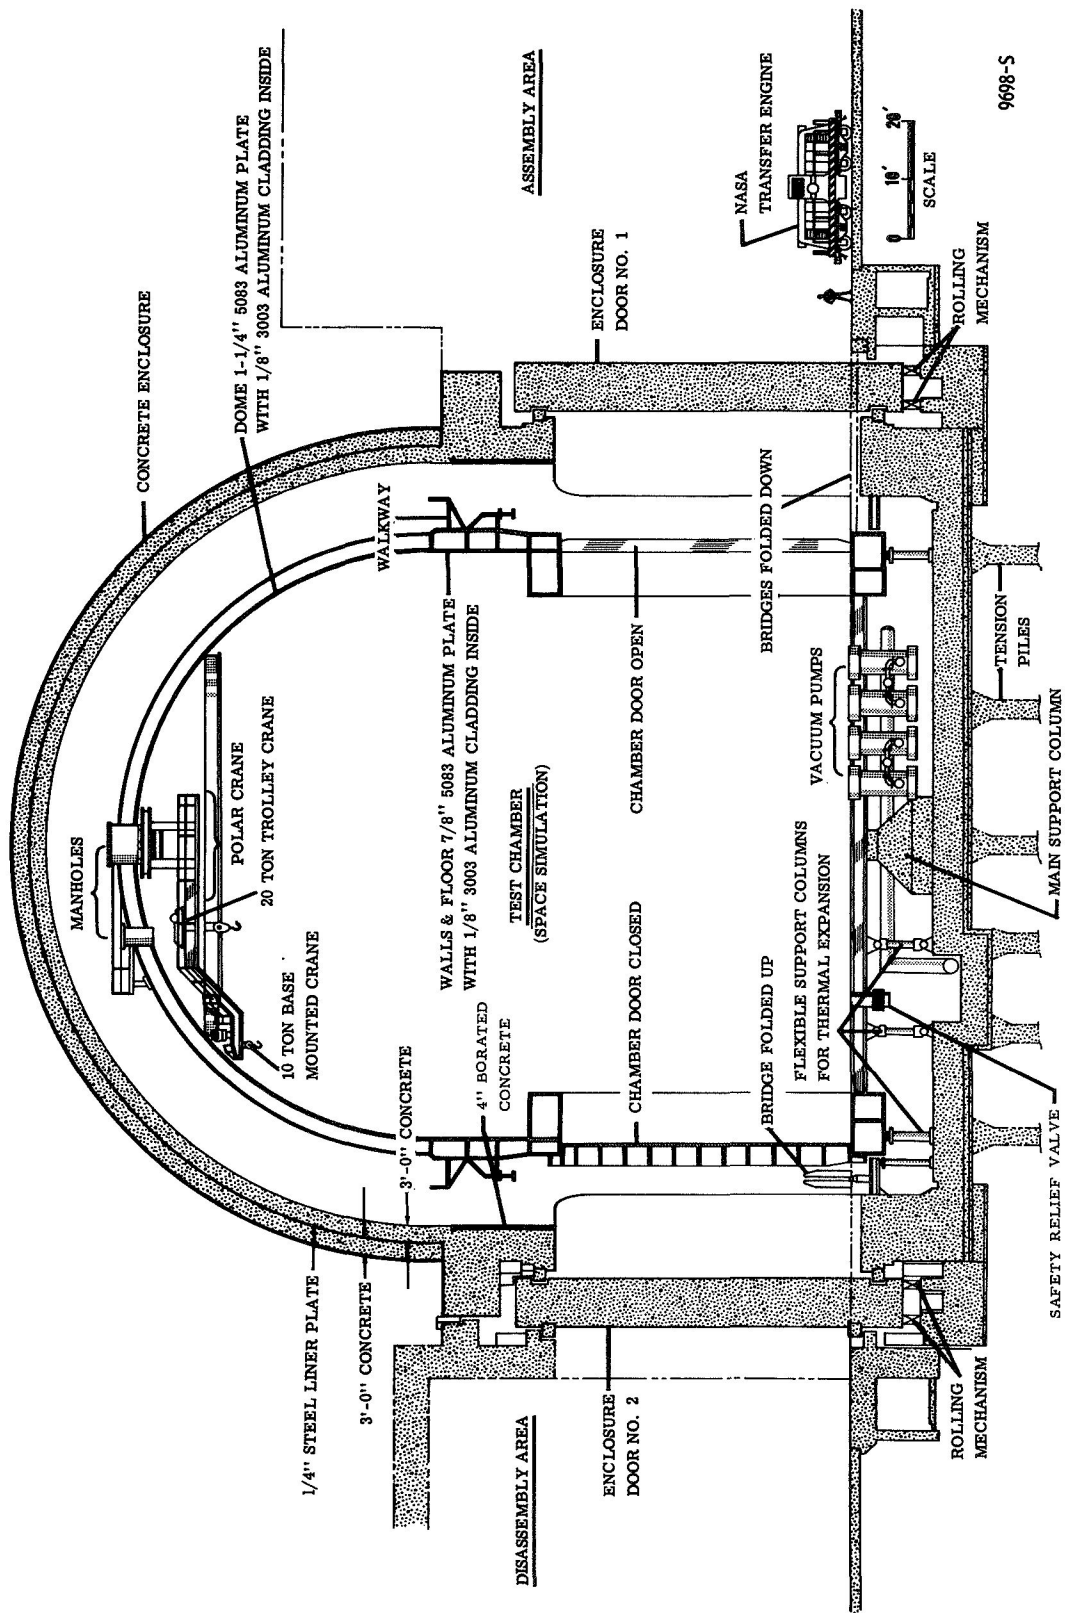 CONCRETE ENCLOSURE
DOME 1-1/4" 5083 ALUMINUM PLATE
WITH 1/8" 3003 ALUMINUM CLADDING INSIDE
MANHOLES
POLAR CRANE
20 TON TROLLEY CRANE
10 TON BASE
MOUNTED CRANE
1/4" STEEL LINER PLATE
3'-0" CONCRETE
3'-0" CONCRETE
4" BORATED
CONCRETE
WALKWAY
WALLS & FLOOR 7/8" 5083 ALUMINUM PLATE
WITH 1/8" 3003 ALUMINUM CLADDING INSIDE
TEST CHAMBER
(SPACE SIMULATION)
DISASSEMBLY AREA
ASSEMBLY AREA
ENCLOSURE
DOOR NO. 2
ENCLOSURE
DOOR NO. 1
CHAMBER DOOR CLOSED
CHAMBER DOOR OPEN
BRIDGE FOLDED UP
BRIDGES FOLDED DOWN
FLEXIBLE SUPPORT COLUMNS
FOR THERMAL EXPANSION
VACUUM PUMPS
NASA
TRANSFER ENGINE
0 10' 20'
SCALE
ROLLING
MECHANISM
ROLLING
MECHANISM
TENSION
PILES
MAIN SUPPORT COLUMN
SAFETY RELIEF VALVE
9698-S